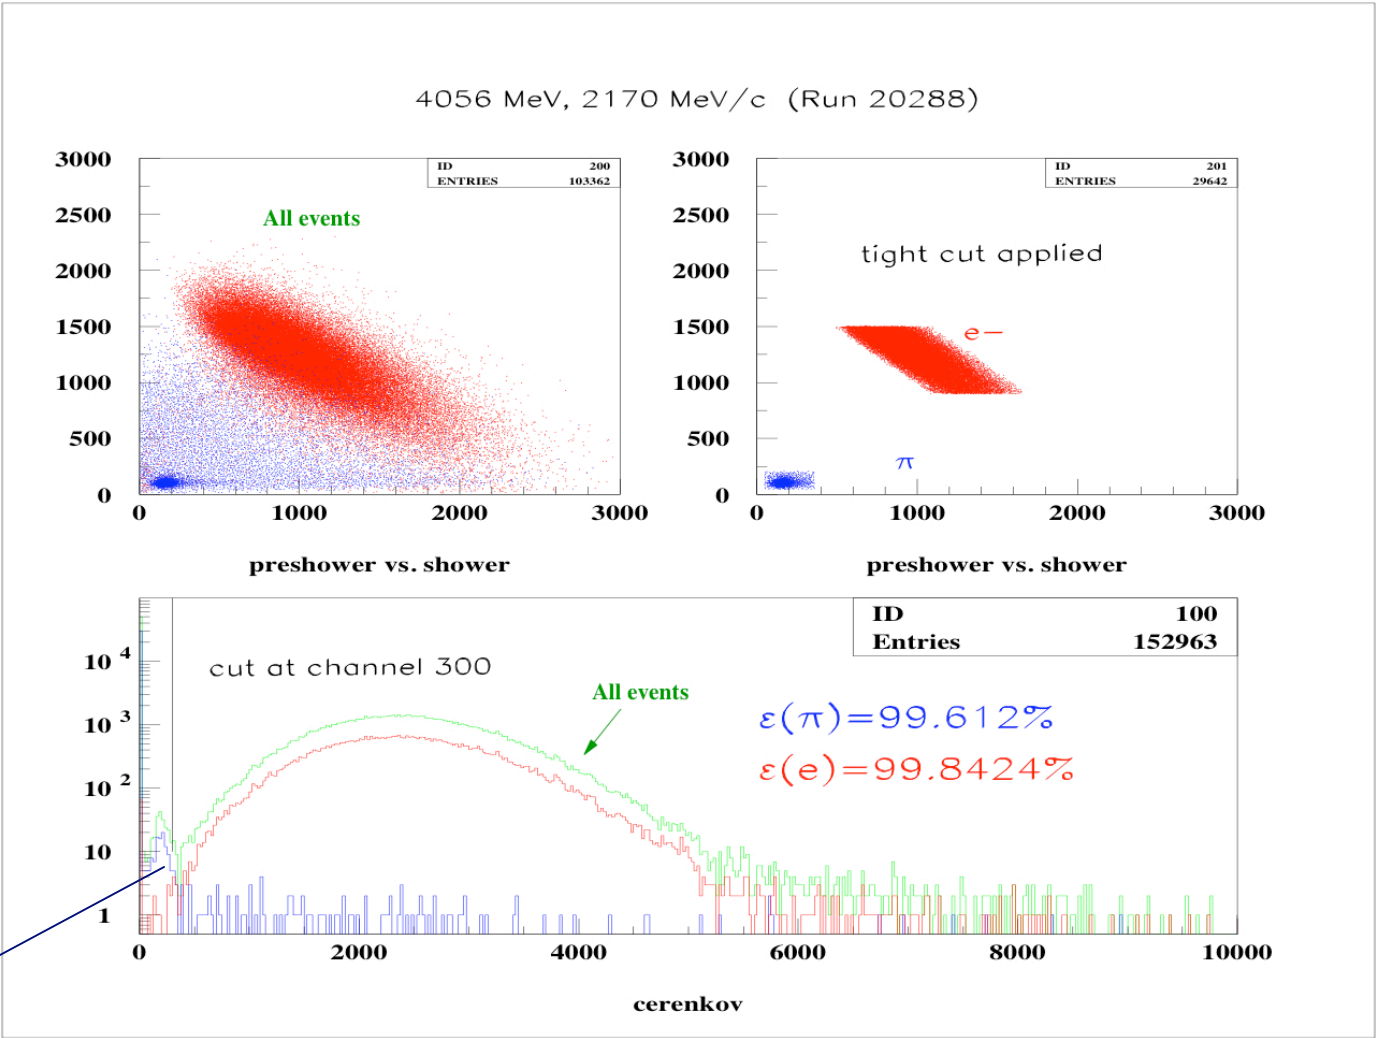 4056 MeV, 2170 MeV/c (Run 20288)
3000
2500
2000
1500
1000
500
0
0 1000 2000 3000
ID 200
ENTRIES 103362
All events
preshower vs. shower
3000
2500
2000
1500
1000
500
0
0 1000 2000 3000
ID 201
ENTRIES 29642
tight cut applied
e−
π
preshower vs. shower
10 4
10 3
10 2
10
1
0 2000 4000 6000 8000 10000
ID 100
Entries 152963
cut at channel 300
All events
ε(π)=99.612%
ε(e)=99.8424%
cerenkov